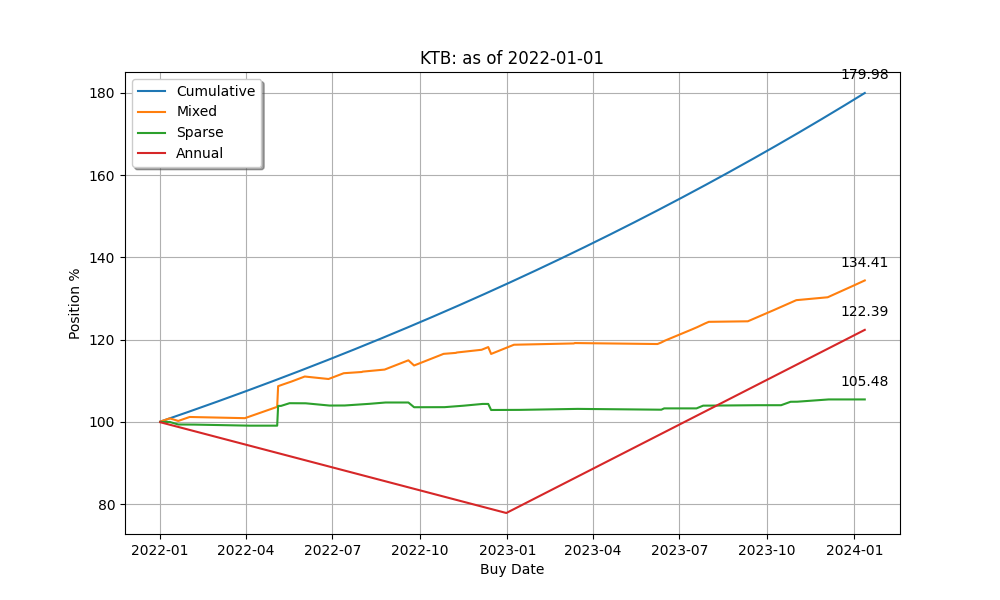 KTB: as of 2022-01-01
179.98
180
Cumulative
Mixed
Sparse
Annual
160
140
134.41
122.39
120
105.48
100
80
Position %
2022-01 2022-04 2022-07 2022-10 2023-01 2023-04 2023-07 2023-10 2024-01
Buy Date